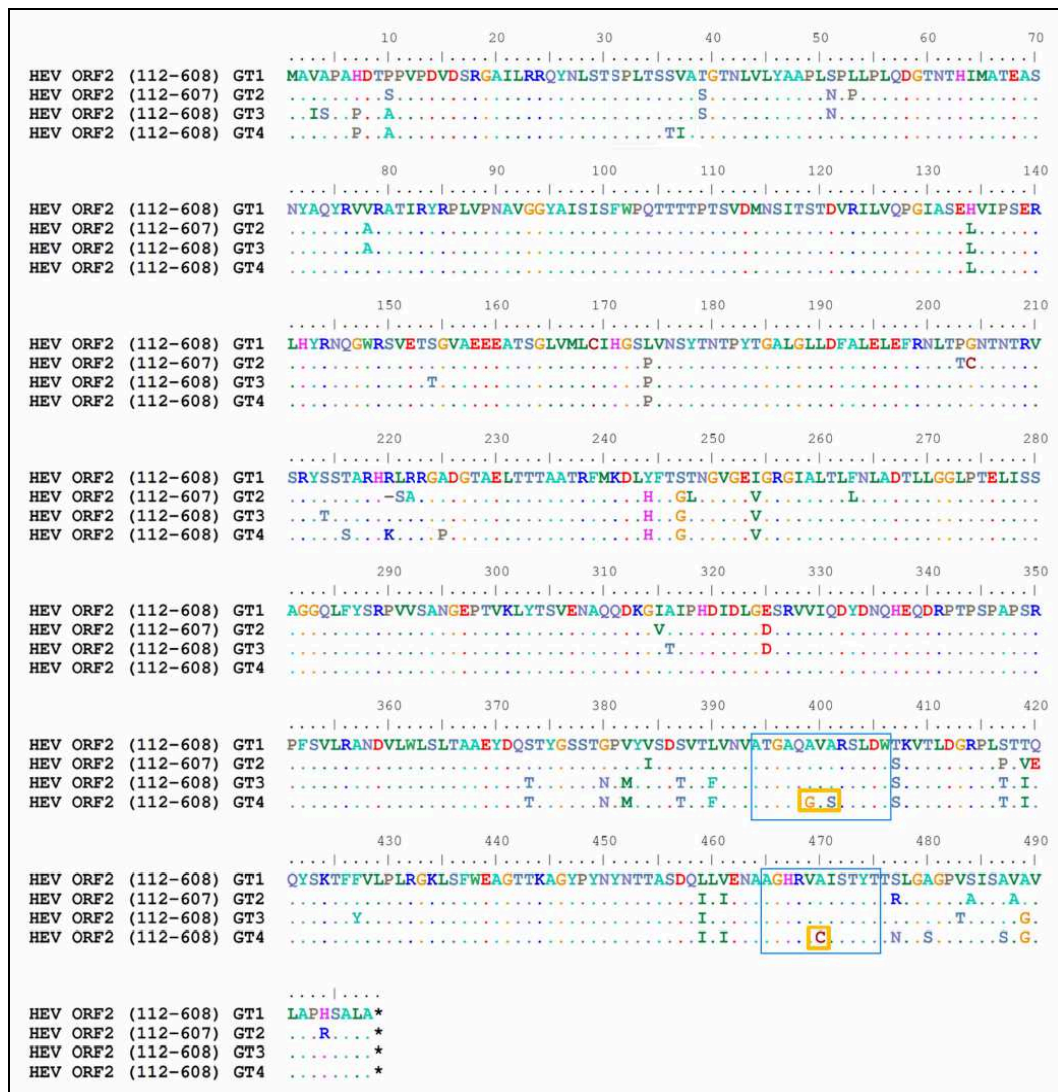 10 20 30 40 50 60 70
....|....|....|....|....|....|....|....|....|....|....|....|....|....|
HEV ORF2 (112-608) GT1 MAVAPAHDTPPVPDVDSRGAILRRQYNLSTSPLTSSVATGTNLVLYAAPLSPLLPLQDGTNTHIMATEAS
HEV ORF2 (112-607) GT2 .........S............................S...........N.P.................
HEV ORF2 (112-608) GT3 ..IS..P..A............................S...........N...................
HEV ORF2 (112-608) GT4 ......P..A.........................TI.................................
80 90 100 110 120 130 140
....|....|....|....|....|....|....|....|....|....|....|....|....|....|
HEV ORF2 (112-608) GT1 NYAQYRVVRATIRYRPLVPNAVGGYAISISFWPQTTTTPTSVDMNSITSTDVRILVQPGIASEHVIPSER
HEV ORF2 (112-607) GT2 .......A.......................................................L......
HEV ORF2 (112-608) GT3 .......A.......................................................L......
HEV ORF2 (112-608) GT4 ...............................................................L......
150 160 170 180 190 200 210
....|....|....|....|....|....|....|....|....|....|....|....|....|....|
HEV ORF2 (112-608) GT1 LHYRNQGWRSVETSGVAEEEATSGLVMLCIHGSLVNSYTNTPYTGALGLLDFALELEFRNLTPGNTNTRV
HEV ORF2 (112-607) GT2 .................................P............................TC......
HEV ORF2 (112-608) GT3 .............T...................P....................................
HEV ORF2 (112-608) GT4 .................................P....................................
220 230 240 250 260 270 280
....|....|....|....|....|....|....|....|....|....|....|....|....|....|
HEV ORF2 (112-608) GT1 SRYSSTARHRLRRGADGTAELTTTAATRFMKDLYFTSTNGVGEIGRGIALTLFNLADTLLGGLPTELISS
HEV ORF2 (112-607) GT2 .........-SA.....................H..GL.....V........L.................
HEV ORF2 (112-608) GT3 ...T.............................H..G......V..........................
HEV ORF2 (112-608) GT4 .....S...K....P..................H..G......V..........................
290 300 310 320 330 340 350
....|....|....|....|....|....|....|....|....|....|....|....|....|....|
HEV ORF2 (112-608) GT1 AGGQLFYSRPVVSANGEPTVKLYTSVENAQQDKGIAIPHDIDLGESRVVIQDYDNQHEQDRPTPSPAPSR
HEV ORF2 (112-607) GT2 ..................................V.........D.........................
HEV ORF2 (112-608) GT3 ...................................T........D.........................
HEV ORF2 (112-608) GT4 ......................................................................
360 370 380 390 400 410 420
....|....|....|....|....|....|....|....|....|....|....|....|....|....|
HEV ORF2 (112-608) GT1 PFSVLRANDVLWLSLTAAEYDQSTYGSSTGPVYVSDSVTLVNVATGAQAVARSLDWTKVTLDGRPLSTTQ
HEV ORF2 (112-607) GT2 .................................I......................S.........P.VE
HEV ORF2 (112-608) GT3 ......................T......N.M....T..F................S.........T.I.
HEV ORF2 (112-608) GT4 ......................T......N.M....T..F........G.S.....S.........T.I.
430 440 450 460 470 480 490
....|....|....|....|....|....|....|....|....|....|....|....|....|....|
HEV ORF2 (112-608) GT1 QYSKTFFVLPLRGKLSFWEAGTTKAGYPYNYNTTASDQLLVENAAGHRVAISTYTTSLGAGPVSISAVAV
HEV ORF2 (112-607) GT2 ......................................I.I...............R......A...A..
HEV ORF2 (112-608) GT3 ......Y...............................I.......................T.....G.
HEV ORF2 (112-608) GT4 ......................................I.I........C......N..S......S.G.
....|....
HEV ORF2 (112-608) GT1 LAPHSALA*
HEV ORF2 (112-607) GT2 ...R....*
HEV ORF2 (112-608) GT3 ........*
HEV ORF2 (112-608) GT4 ........*